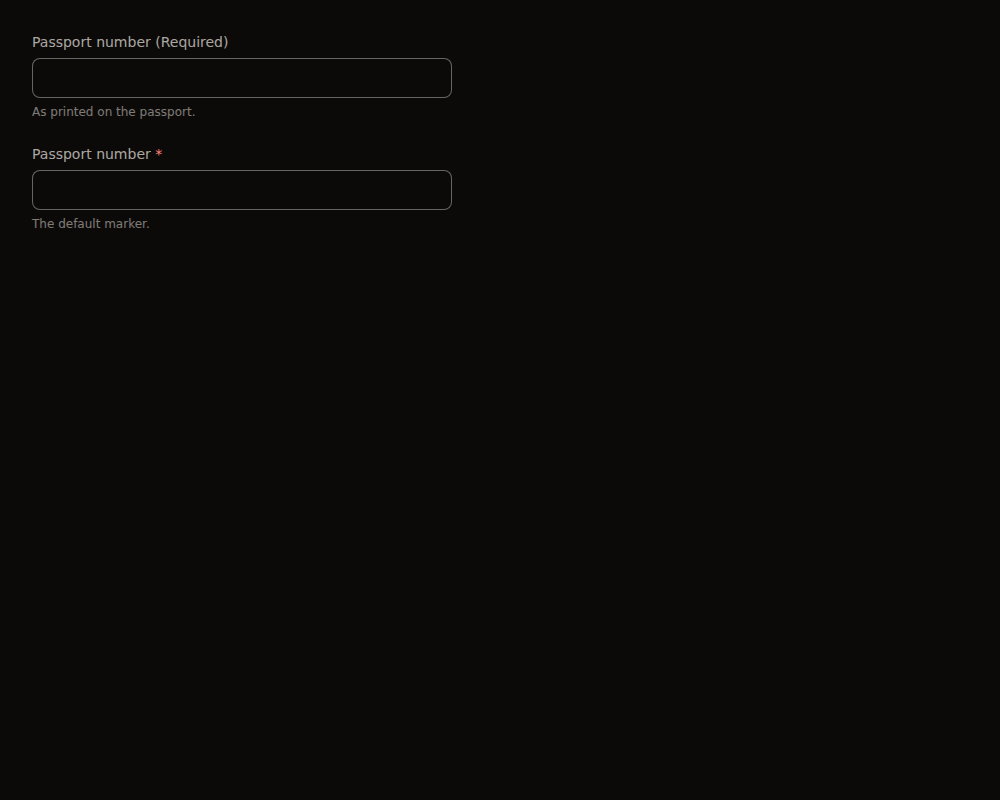 Passport number (Required)
As printed on the passport.
Passport number *
The default marker.